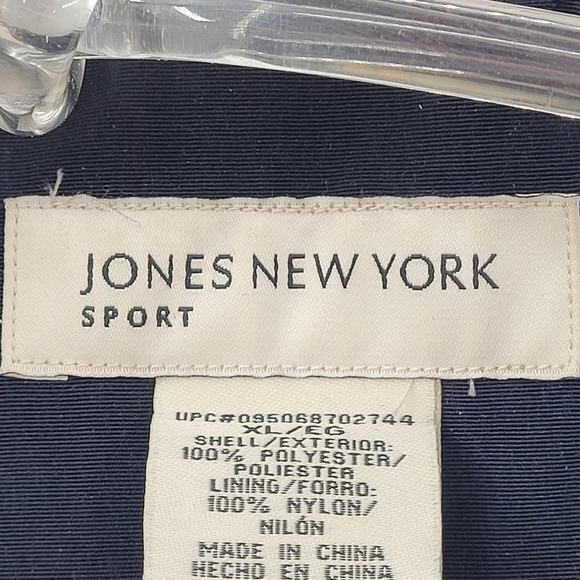 JONES NEW YORK
SPORT
UPC#095068702744
XL/EG
SHELL/EXTERIOR:
100% POLYESTER/
POLIESTER
LINING/FORRO:
100% NYLON/
NILÓN
MADE IN CHINA
HECHO EN CHINA